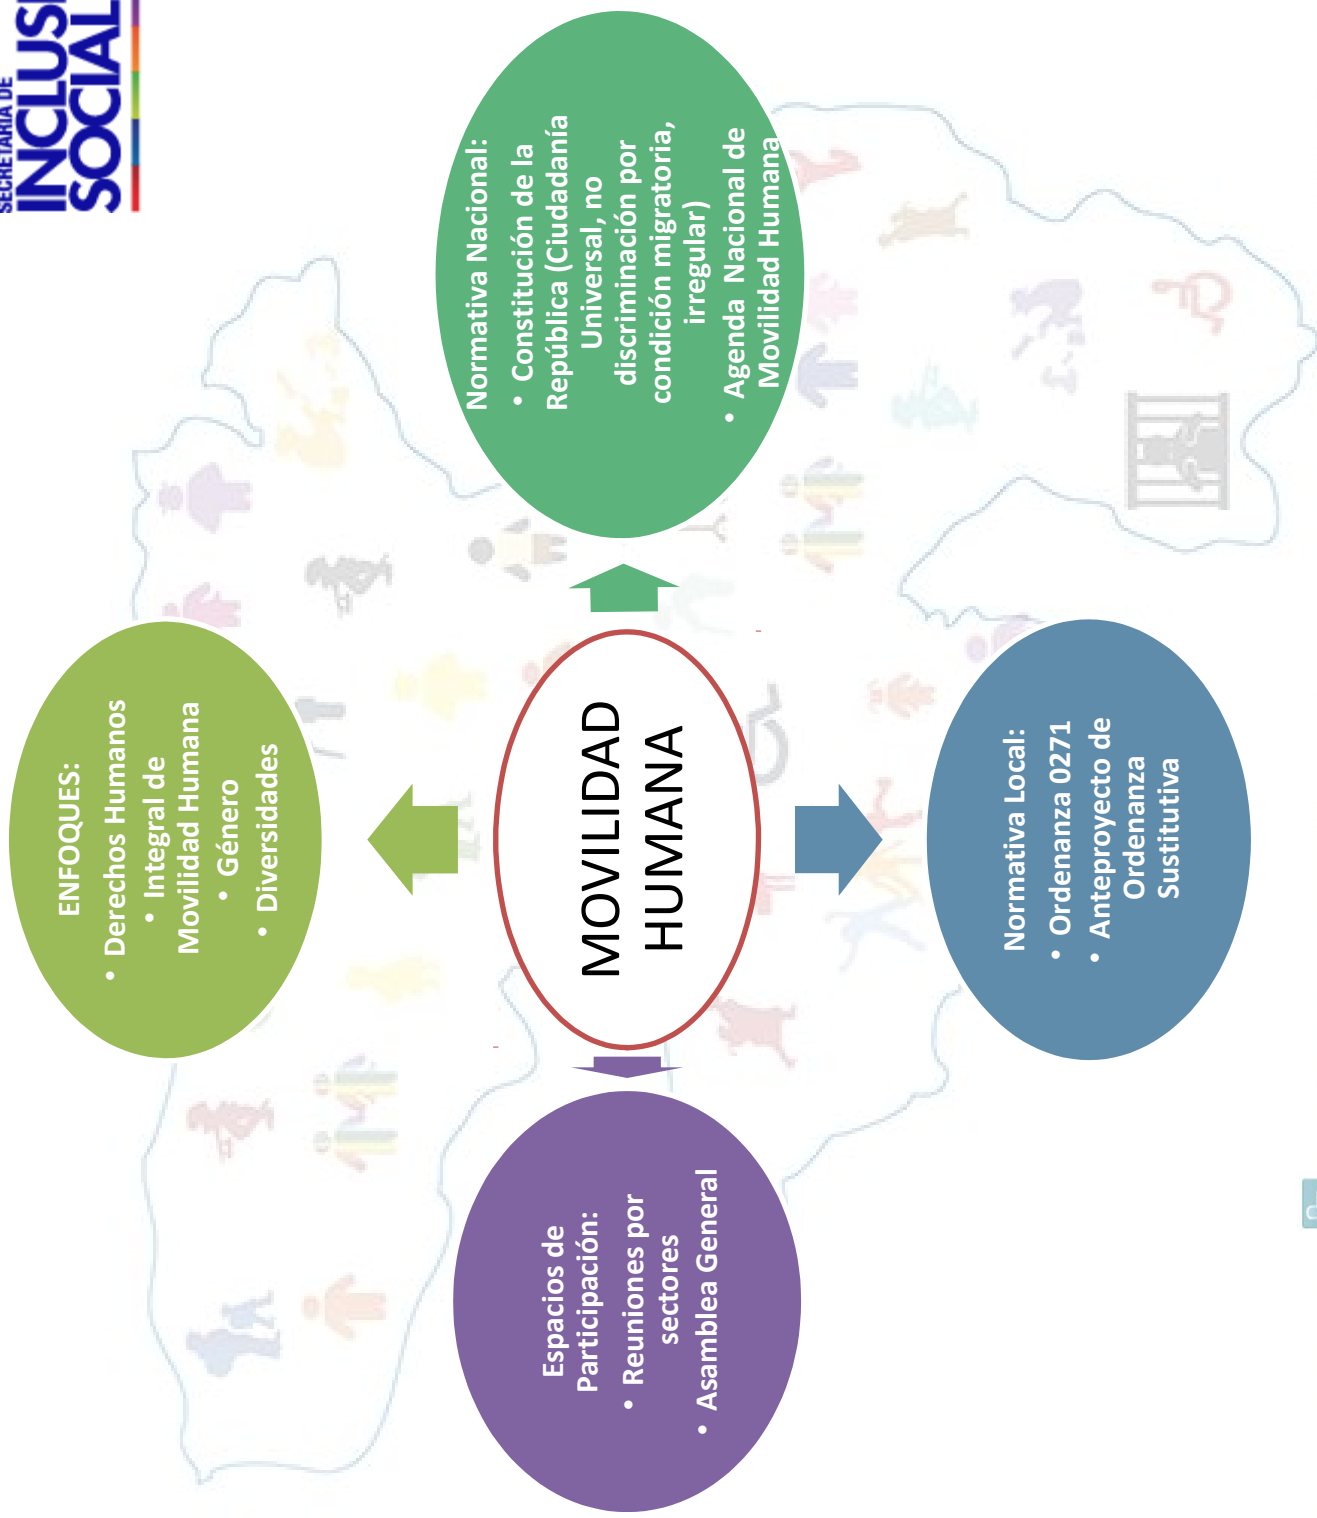 SECRETARÍA DE
INCLUSI
SOCIAL
ENFOQUES:
• Derechos Humanos
• Integral de
Movilidad Humana
• Género
• Diversidades
Espacios de
Participación:
• Reuniones por
sectores
• Asamblea General
MOVILIDAD
HUMANA
Normativa Nacional:
• Constitución de la
República (Ciudadanía
Universal, no
discriminación por
condición migratoria,
irregular)
• Agenda Nacional de
Movilidad Humana
Normativa Local:
• Ordenanza 0271
• Anteproyecto de
Ordenanza
Sustitutiva